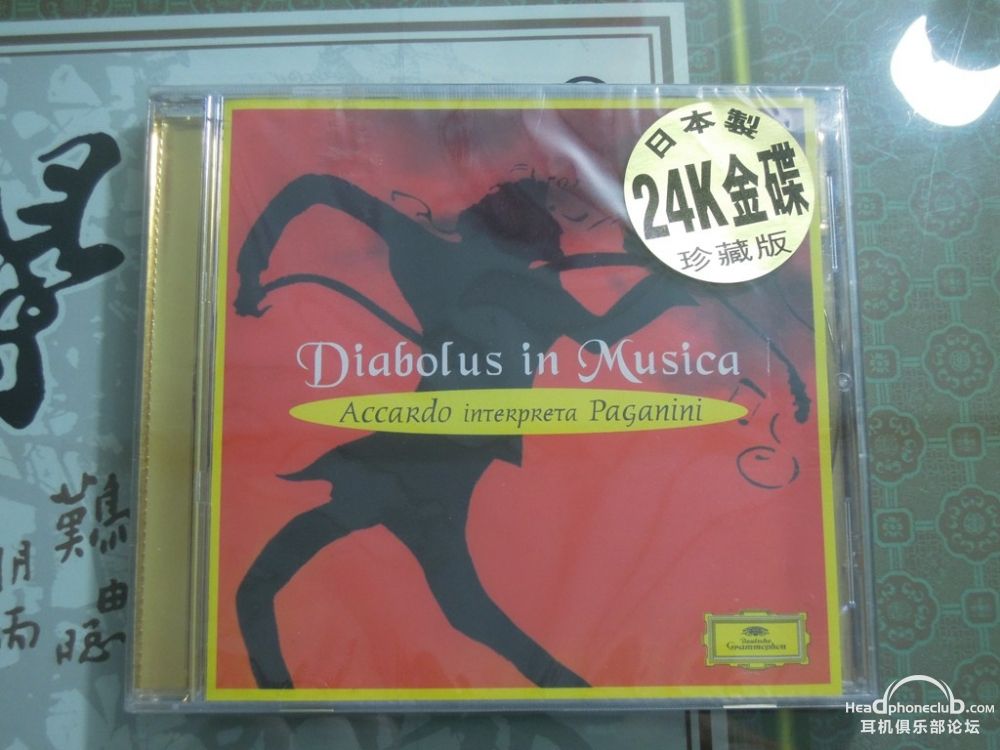 日本製
24K金碟
珍藏版
Diabolus in Musica
Accardo interpreta Paganini
Deutsche
Grammophon
Headphoneclub.com
耳机俱乐部论坛